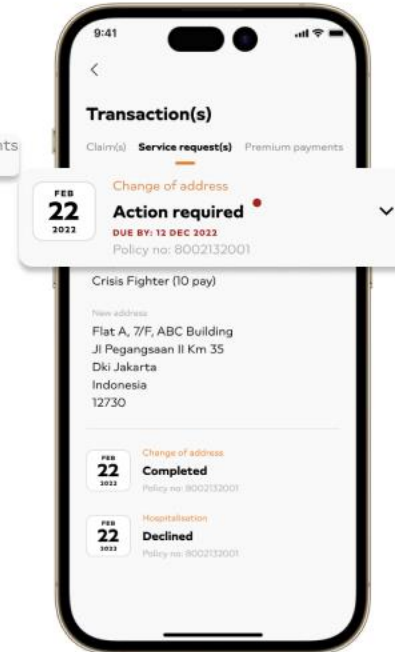 9:41
Transaction(s)
Claim(s) Service request(s) Premium payments
nts
FEB
22
2022
Change of address
Action required
DUE BY: 12 DEC 2022
Policy no: 8002132001
Crisis Fighter (10 pay)
New address
Flat A, 7/F, ABC Building
Jl Pegangsaan II Km 35
Dki Jakarta
Indonesia
12730
FEB
22
2022
Change of address
Completed
Policy no: 8002132001
FEB
22
2022
Hospitalisation
Declined
Policy no: 8002132001